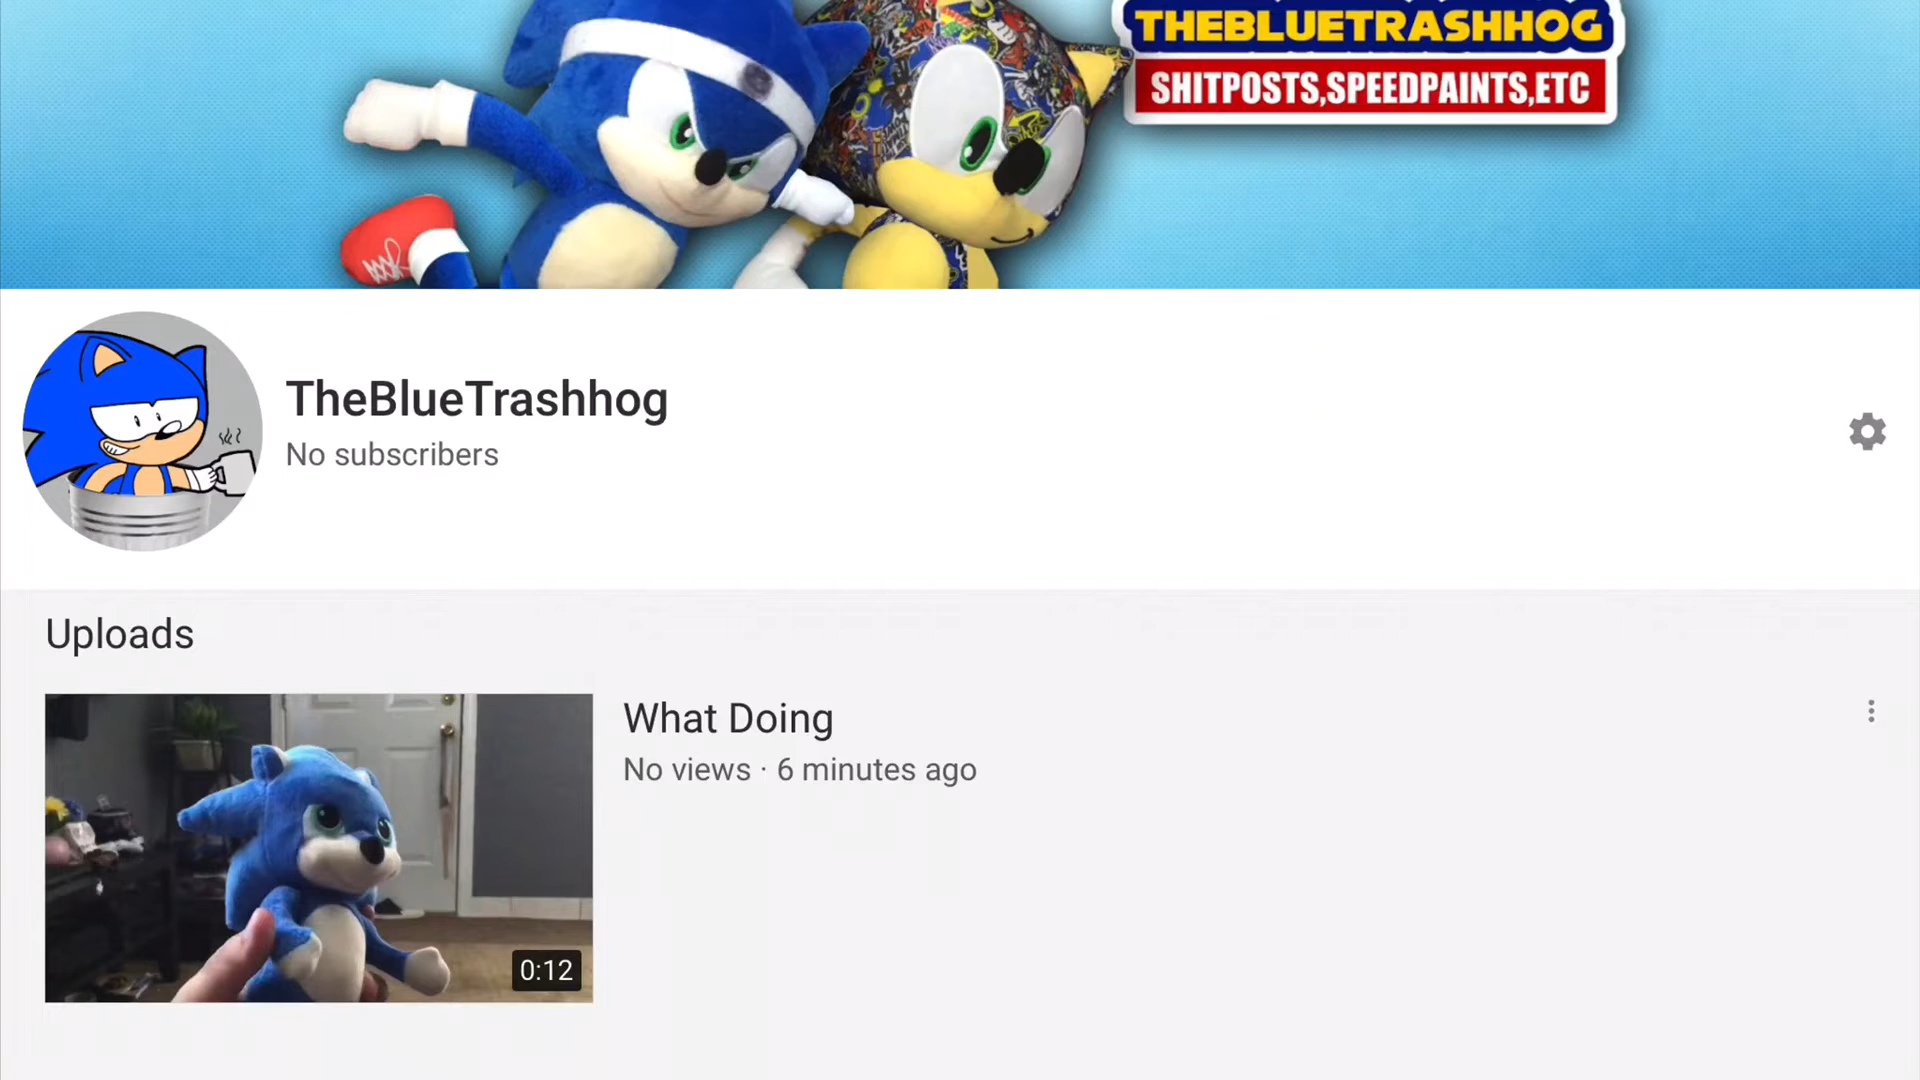 THEBLUETRASHHOG
SHITPOSTS,SPEEDPAINTS,ETC
TheBlueTrashhog
No subscribers
Uploads
What Doing
No views · 6 minutes ago
0:12